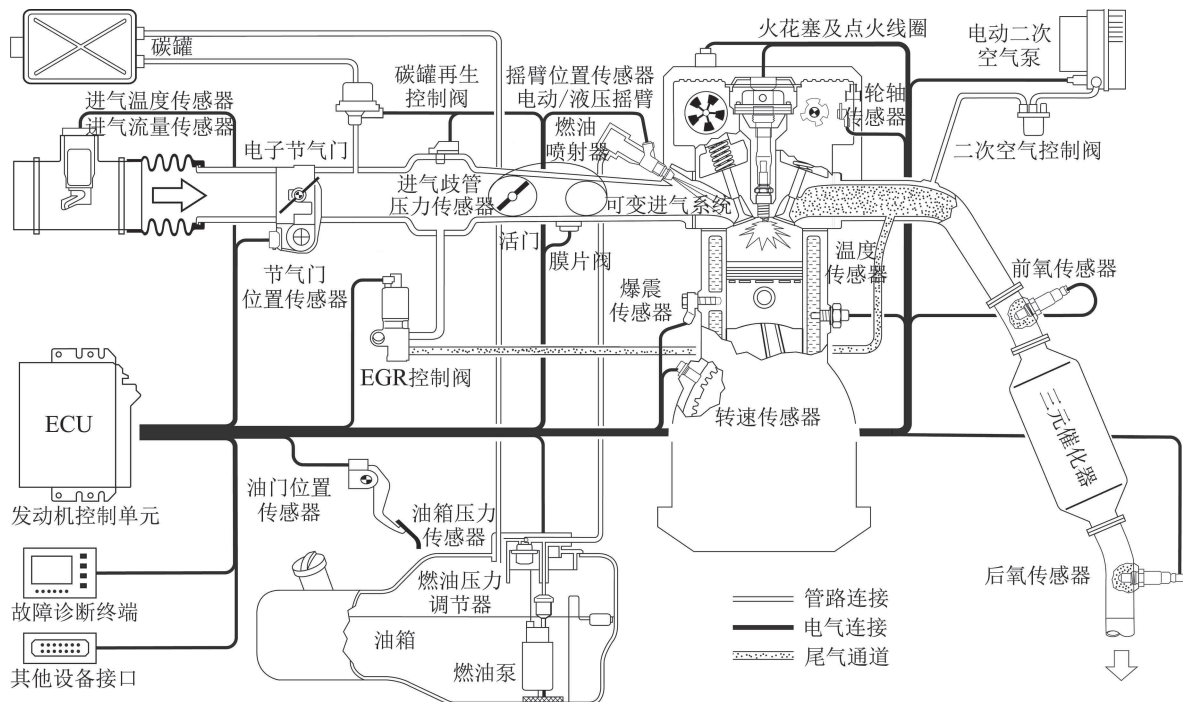 碳罐
火花塞及点火线圈
电动二次
空气泵
碳罐再生
控制阀
摇臂位置传感器
电动/液压摇臂
进气温度传感器
进气流量传感器
凸轮轴
传感器
燃油
喷射器
电子节气门
二次空气控制阀
进气歧管
压力传感器
可变进气系统
活门
膜片阀
温度
传感器
前氧传感器
节气门
位置传感器
爆震
传感器
EGR控制阀
转速传感器
ECU
三元催化器
发动机控制单元
油门位置
传感器
油箱压力
传感器
燃油压力
调节器
后氧传感器
故障诊断终端
管路连接
电气连接
尾气通道
油箱
燃油泵
其他设备接口